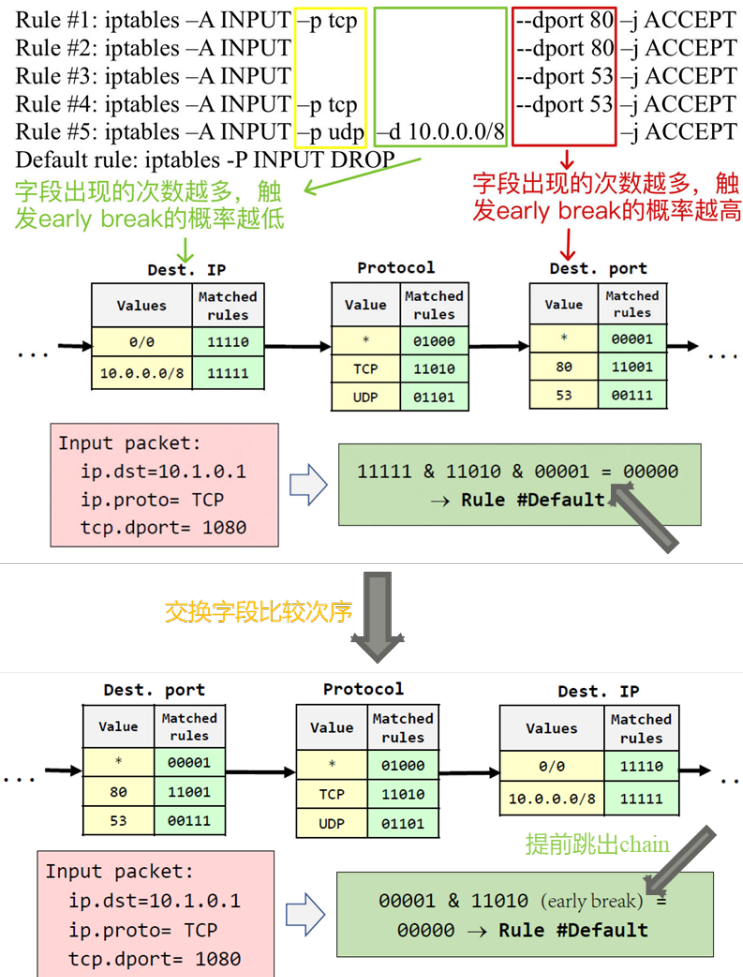 Rule #1: iptables –A INPUT –p tcp --dport 80 –j ACCEPT
Rule #2: iptables –A INPUT --dport 80 –j ACCEPT
Rule #3: iptables –A INPUT --dport 53 –j ACCEPT
Rule #4: iptables –A INPUT –p tcp --dport 53 –j ACCEPT
Rule #5: iptables –A INPUT –p udp –d 10.0.0.0/8 –j ACCEPT
Default rule: iptables -P INPUT DROP
字段出现的次数越多，触
发early break的概率越低
字段出现的次数越多，触
发early break的概率越高
Dest. IP
Values Matched rules
0/0 11110
10.0.0.0/8 11111
Protocol
Value Matched rules
* 01000
TCP 11010
UDP 01101
Dest. port
Value Matched rules
* 00001
80 11001
53 00111
...
...
Input packet:
ip.dst=10.1.0.1
ip.proto= TCP
tcp.dport= 1080
11111 & 11010 & 00001 = 00000
→ Rule #Default
交换字段比较次序
Dest. port
Value Matched rules
* 00001
80 11001
53 00111
Protocol
Value Matched rules
* 01000
TCP 11010
UDP 01101
Dest. IP
Values Matched rules
0/0 11110
10.0.0.0/8 11111
...
..
提前跳出chain
Input packet:
ip.dst=10.1.0.1
ip.proto= TCP
tcp.dport= 1080
00001 & 11010 (early break) =
00000 → Rule #Default